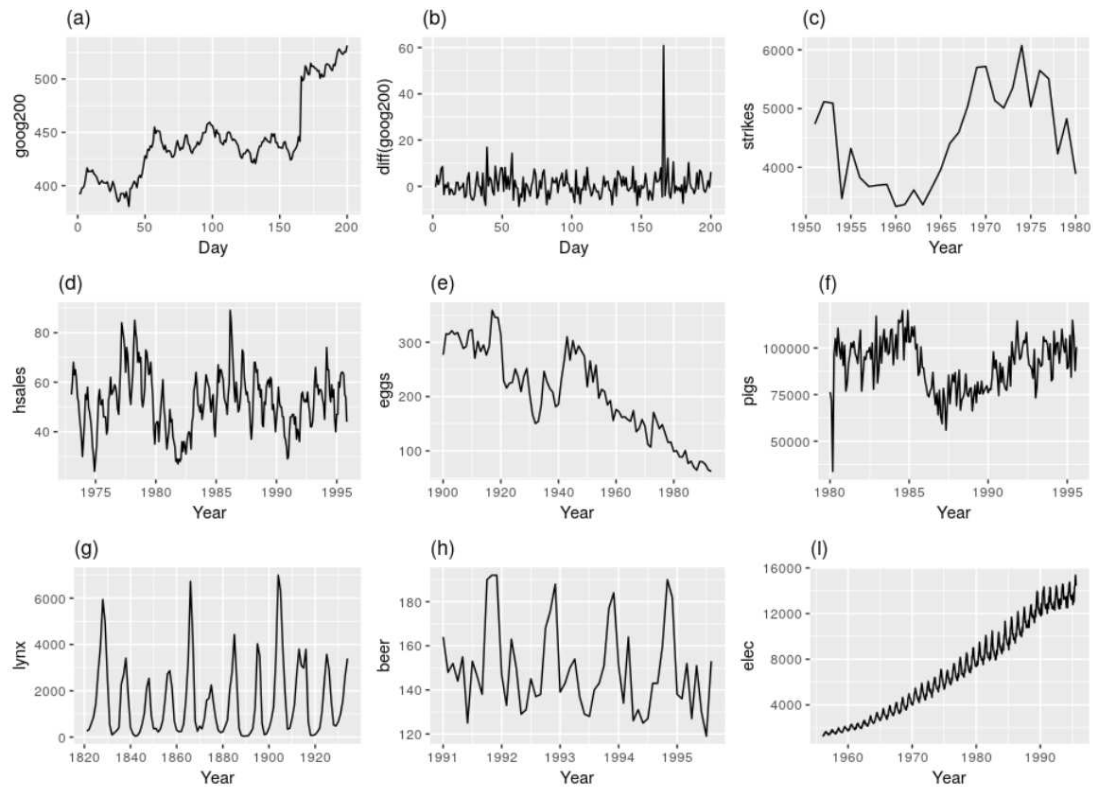 (a)
goog200
500
450
400
0 50 100 150 200
Day
(b)
diff(goog200)
60
40
20
0
0 50 100 150 200
Day
(c)
strikes
6000
5000
4000
1950 1955 1960 1965 1970 1975 1980
Year
(d)
hsales
80
60
40
1975 1980 1985 1990 1995
Year
(e)
eggs
300
200
100
1900 1920 1940 1960 1980
Year
(f)
pigs
100000
75000
50000
1980 1985 1990 1995
Year
(g)
lynx
6000
4000
2000
0
1820 1840 1860 1880 1900 1920
Year
(h)
beer
180
160
140
120
1991 1992 1993 1994 1995
Year
(I)
elec
16000
12000
8000
4000
1960 1970 1980 1990
Year